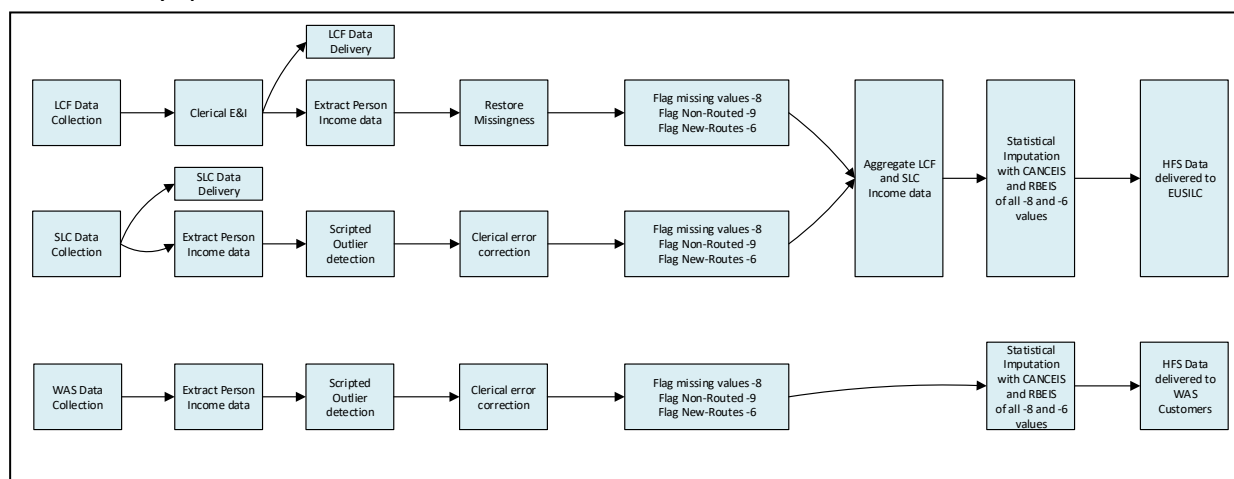 LCF Data
Delivery
LCF Data
Collection
Clerical E&I
Extract Person
Income data
Restore
Missingness
Flag missing values -8
Flag Non-Routed -9
Flag New-Routes -6
SLC Data
Delivery
SLC Data
Collection
Extract Person
Income data
Scripted
Outlier
detection
Clerical error
correction
Flag missing values -8
Flag Non-Routed -9
Flag New-Routes -6
Aggregate LCF
and SLC
Income data
Statistical
Imputation
with CANCEIS
and RBEIS
of all -8 and -6
values
HFS Data
delivered to
EUSILC
WAS Data
Collection
Extract Person
Income data
Scripted
Outlier
detection
Clerical error
correction
Flag missing values -8
Flag Non-Routed -9
Flag New-Routes -6
Statistical
Imputation
with CANCEIS
and RBEIS
of all -8 and -6
values
HFS Data
delivered to
WAS
Customers